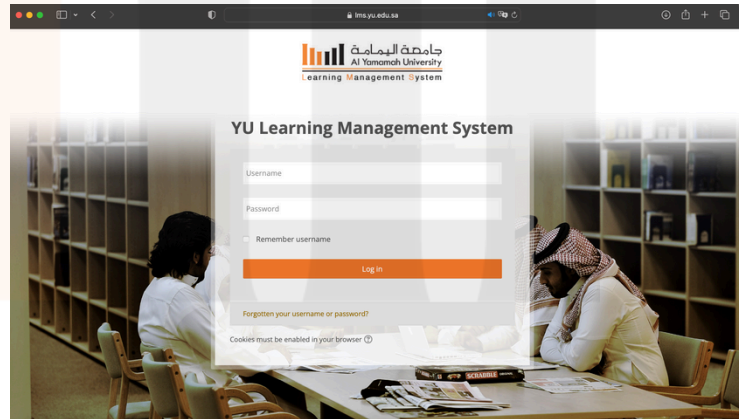 lms.yu.edu.sa
جامعة اليمامة
Al Yamamah University
Learning Management System
YU Learning Management System
Username
Password
Remember username
Log in
Forgotten your username or password?
Cookies must be enabled in your browser
SCRABBLE